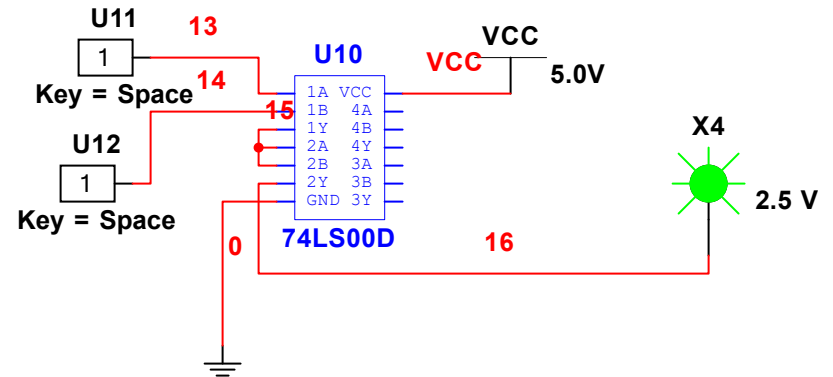 U11
1
Key = Space
13
14
15
U12
1
Key = Space
U10
1A VCC
1B 4A
1Y 4B
2A 4Y
2B 3A
2Y 3B
GND 3Y
74LS00D
VCC
VCC
5.0V
X4
2.5 V
0
16